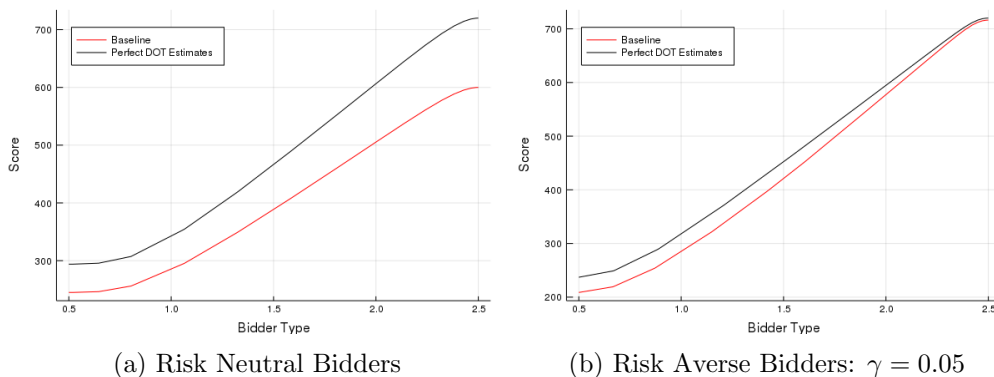 700
600
500
400
300
Score
Baseline
Perfect DOT Estimates
0.5 1.0 1.5 2.0 2.5
Bidder Type
(a) Risk Neutral Bidders
700
600
500
400
300
200
Score
Baseline
Perfect DOT Estimates
0.5 1.0 1.5 2.0 2.5
Bidder Type
(b) Risk Averse Bidders: γ = 0.05